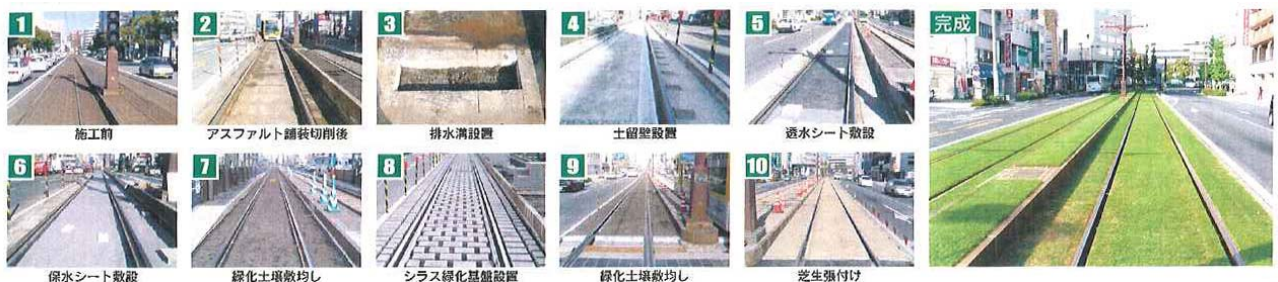 1
施工前
2
アスファルト舗装切削後
3
排水溝設置
4
土留壁設置
5
透水シート敷設
完成
6
保水シート敷設
7
緑化土壌敷均し
8
シラス緑化基盤設置
9
緑化土壌敷均し
10
芝生張付け